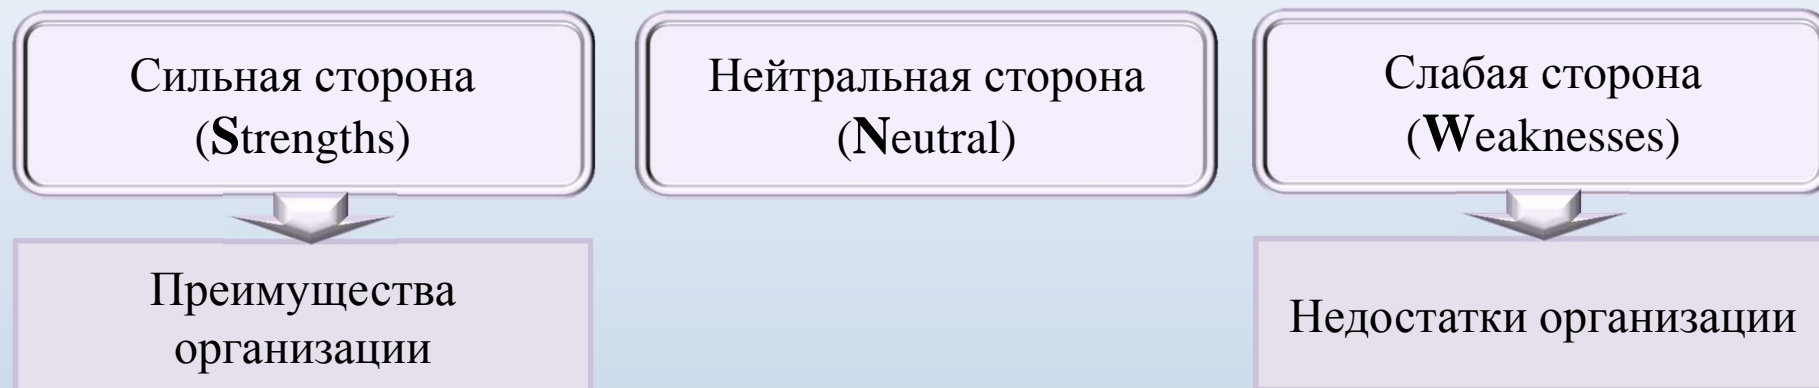 Сильная сторона
(Strengths)
Нейтральная сторона
(Neutral)
Слабая сторона
(Weaknesses)
Преимущества
организации
Недостатки организации